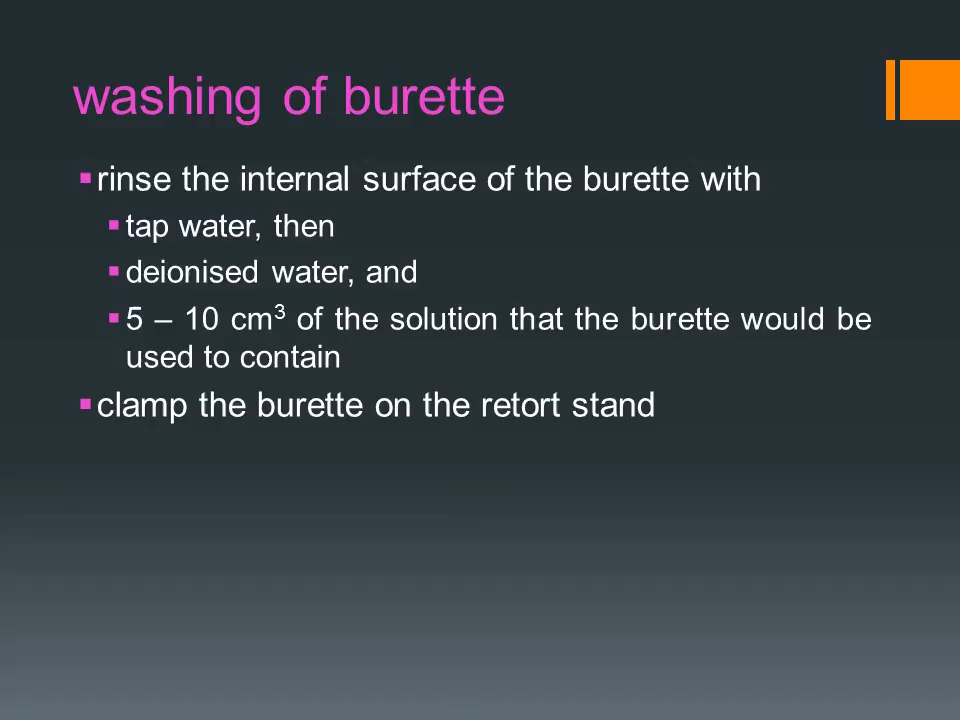 washing of burette
rinse the internal surface of the burette with
tap water, then
deionised water, and
5 – 10 cm³ of the solution that the burette would be
used to contain
clamp the burette on the retort stand